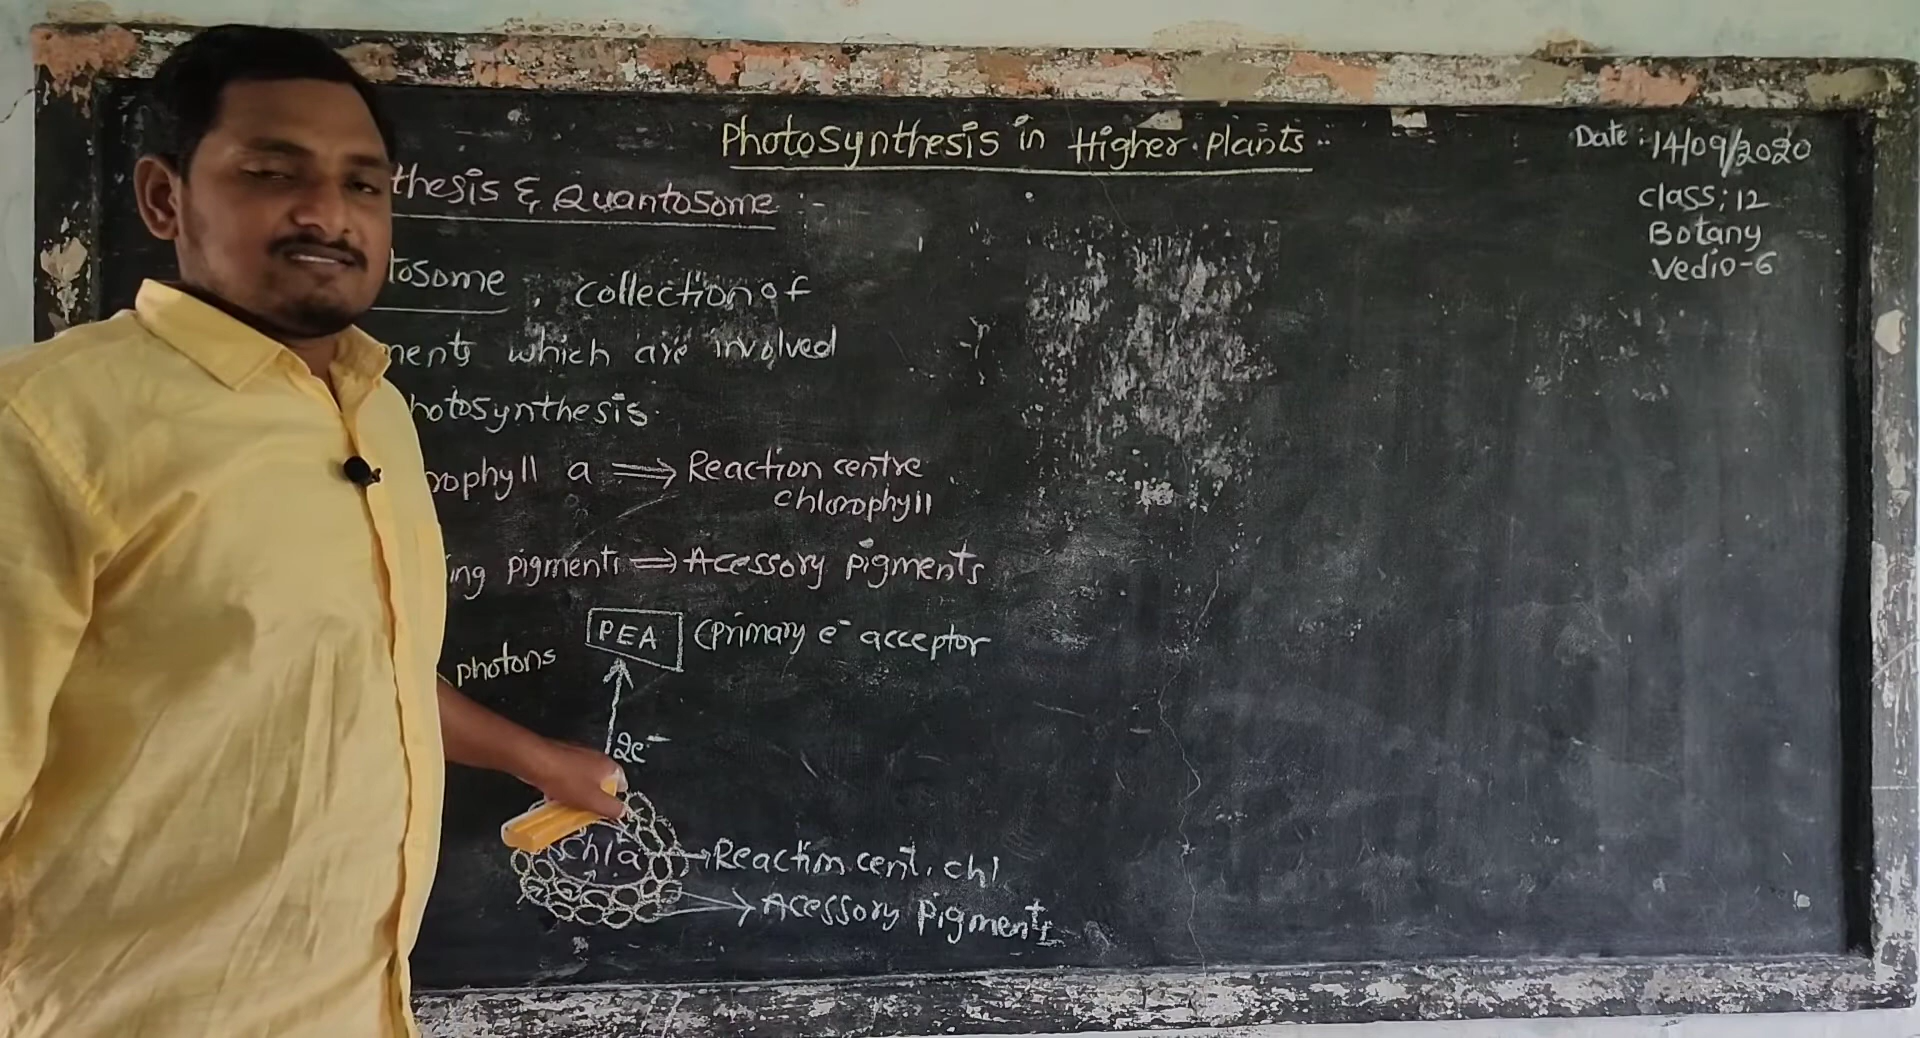 Photosynthesis in Higher Plants
Date: 14/09/2020
class: 12
Botany
Vedio-6
thesis & Quantosome :-
tosome, collection of
ments which are involved
hotosynthesis.
rophyll a ⇒ Reaction centre
chlorophyll
ing pigments ⇒ Acessory pigments
PEA (Primary e⁻ acceptor
photons
2e⁻
chl a → Reaction cent. chl
→ Acessory pigments